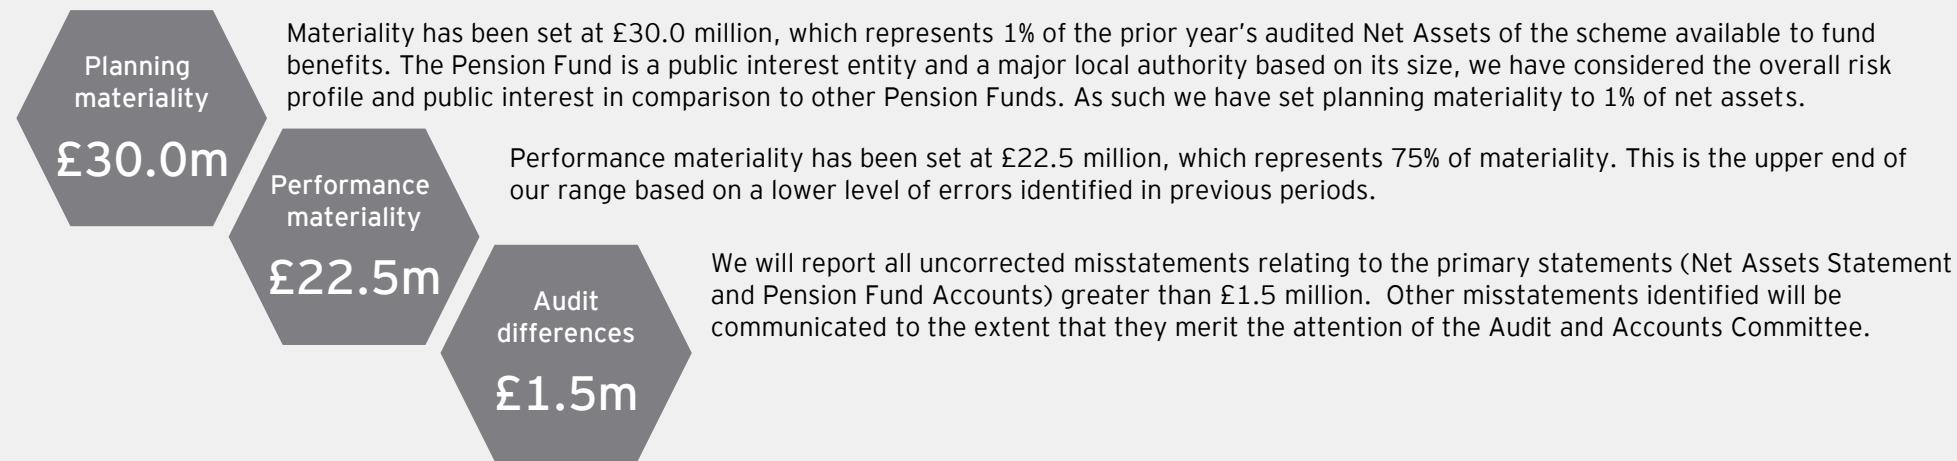 Planning
materiality
£30.0m
Materiality has been set at £30.0 million, which represents 1% of the prior year's audited Net Assets of the scheme available to fund
benefits. The Pension Fund is a public interest entity and a major local authority based on its size, we have considered the overall risk
profile and public interest in comparison to other Pension Funds. As such we have set planning materiality to 1% of net assets.
Performance
materiality
£22.5m
Performance materiality has been set at £22.5 million, which represents 75% of materiality. This is the upper end of
our range based on a lower level of errors identified in previous periods.
Audit
differences
£1.5m
We will report all uncorrected misstatements relating to the primary statements (Net Assets Statement
and Pension Fund Accounts) greater than £1.5 million.  Other misstatements identified will be
communicated to the extent that they merit the attention of the Audit and Accounts Committee.